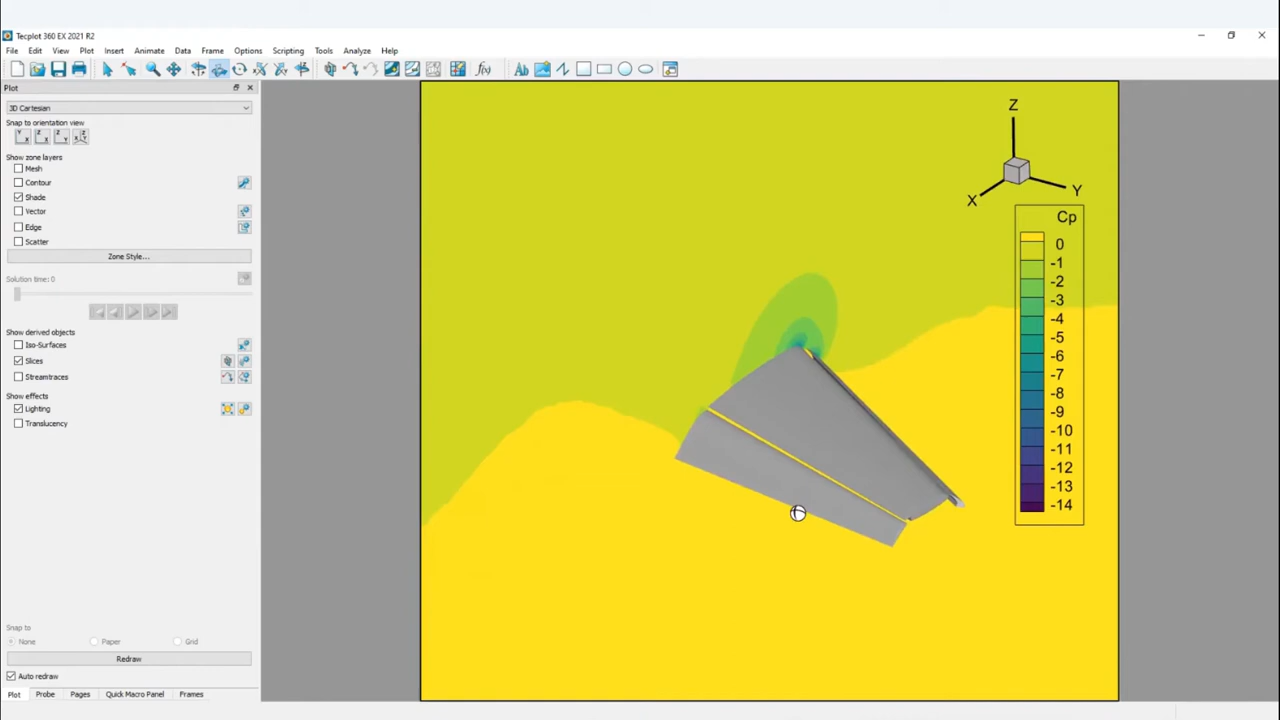 Tecplot 360 EX 2021 R2
File Edit View Plot Insert Animate Data Frame Options Scripting Tools Analyze Help
Ab f(x)
Plot
3D Cartesian
Snap to orientation view
Show zone layers
Mesh
Contour
Shade
Vector
Edge
Scatter
Zone Style...
Solution time: 0
Show derived objects
Iso-Surfaces
Slices
Streamtraces
Show effects
Lighting
Translucency
Snap to
None Paper Grid
Redraw
Auto redraw
Plot Probe Pages Quick Macro Panel Frames
Z
X
Y
Cp
0
-1
-2
-3
-4
-5
-6
-7
-8
-9
-10
-11
-12
-13
-14